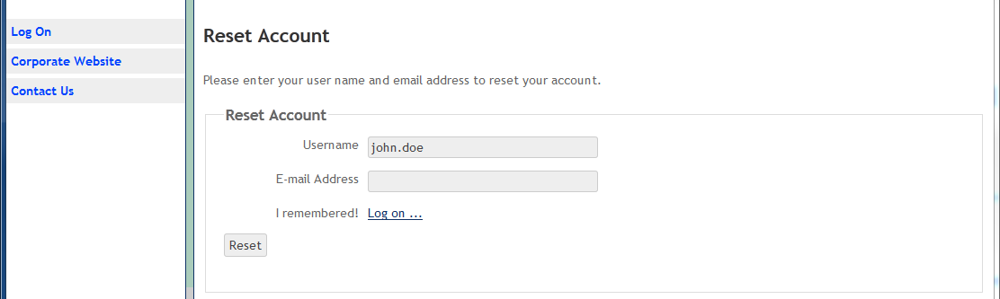 Log On
Corporate Website
Contact Us
Reset Account
Please enter your user name and email address to reset your account.
Reset Account
Username john.doe
E-mail Address
I remembered! Log on ...
Reset